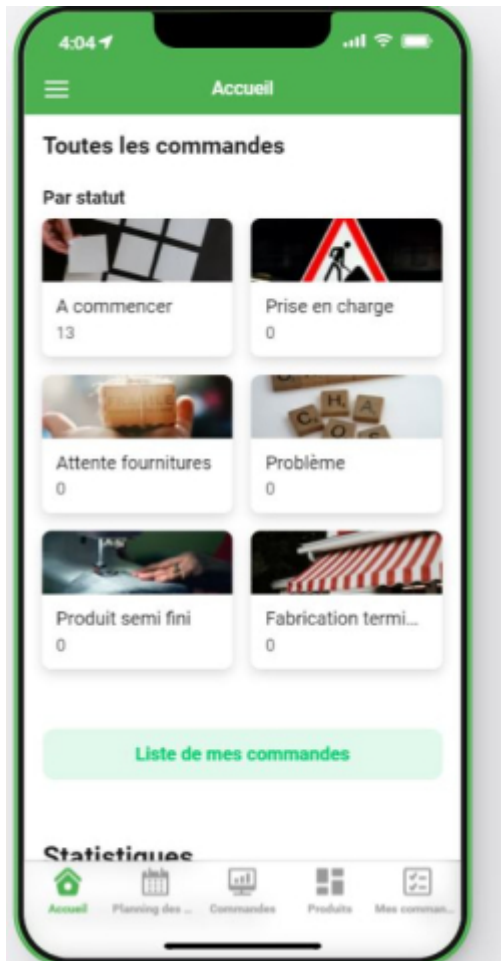 4:04
Accueil
Toutes les commandes
Par statut
A commencer
13
Prise en charge
0
Attente fournitures
0
C H A
O S
Problème
0
Produit semi fini
0
Fabrication termi...
0
Liste de mes commandes
Statistiques
Accueil
Planning des ...
Commandes
Produits
Mes comman...